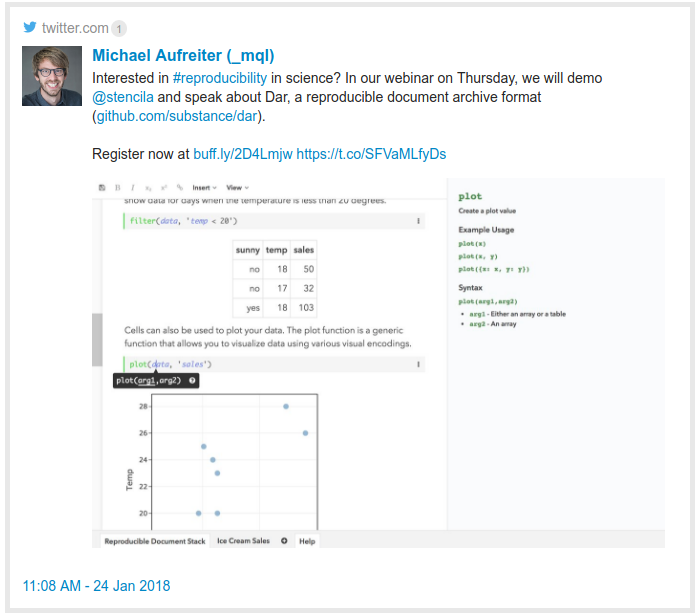 twitter.com 1
Michael Aufreiter (_mql)
Interested in #reproducibility in science? In our webinar on Thursday, we will demo
@stencila and speak about Dar, a reproducible document archive format
(github.com/substance/dar).
Register now at buff.ly/2D4Lmjw https://t.co/SFVaMLfyDs
B I Insert View
show data for days when the temperature is less than 20 degrees.
filter(data, 'temp < 20')
sunny temp sales
no 18 50
no 17 32
yes 18 103
Cells can also be used to plot your data. The plot function is a generic
function that allows you to visualize data using various visual encodings.
plot(data, 'sales')
plot(arg1,arg2)
28
26
24
22
20
Temp
Reproducible Document Stack Ice Cream Sales Help
plot
Create a plot value
Example Usage
plot(x)
plot(x, y)
plot({x: x, y: y})
Syntax
plot(arg1,arg2)
• arg1 - Either an array or a table
• arg2 - An array
11:08 AM - 24 Jan 2018